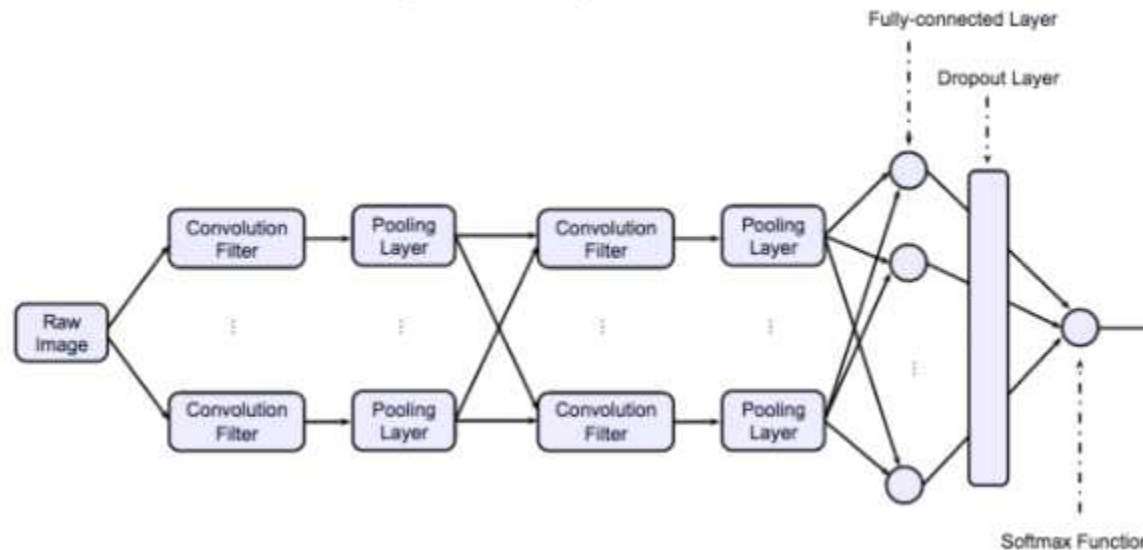 Fully-connected Layer
Dropout Layer
Convolution
Filter
Pooling
Layer
Convolution
Filter
Pooling
Layer
Raw
Image
Convolution
Filter
Pooling
Layer
Convolution
Filter
Pooling
Layer
Softmax Function